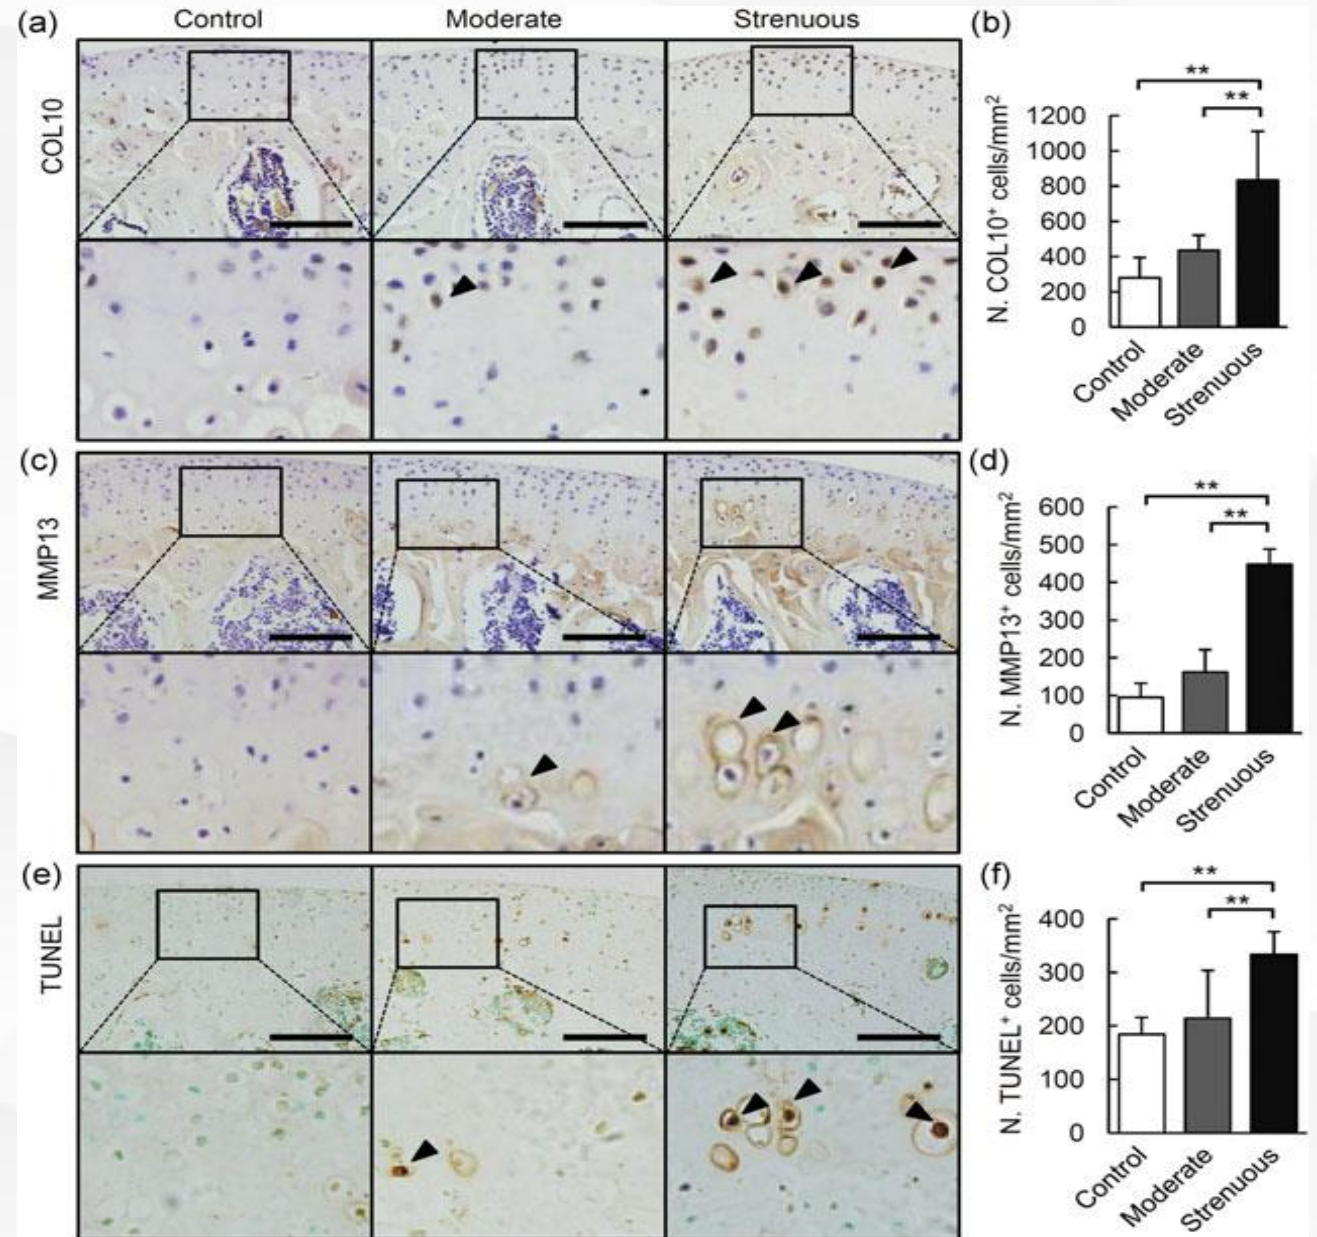 (a)
Control
Moderate
Strenuous
COL10
(b)
**
**
N. COL10⁺ cells/mm²
1200
1000
800
600
400
200
0
Control
Moderate
Strenuous
(c)
MMP13
(d)
**
**
N. MMP13⁺ cells/mm²
600
500
400
300
200
100
0
Control
Moderate
Strenuous
(e)
TUNEL
(f)
**
**
N. TUNEL⁺ cells/mm²
400
300
200
100
0
Control
Moderate
Strenuous